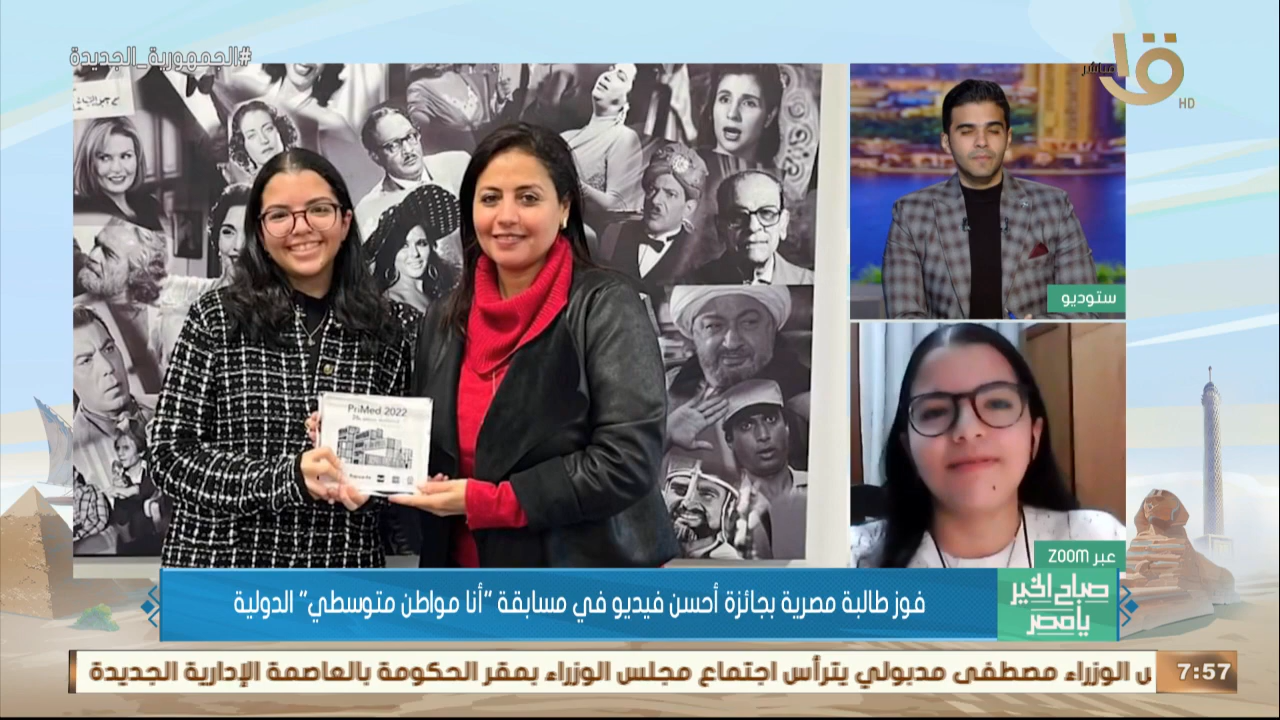 #الجمهورية_الجديدة
مباشر
HD
PriMed 2022
ستوديو
عبر ZOOM
صباح الخير
يا مصر
فوز طالبة مصرية بجائزة أحسن فيديو في مسابقة "أنا مواطن متوسطي" الدولية
س الوزراء مصطفى مدبولي يترأس اجتماع مجلس الوزراء بمقر الحكومة بالعاصمة الإدارية الجديدة
7:57